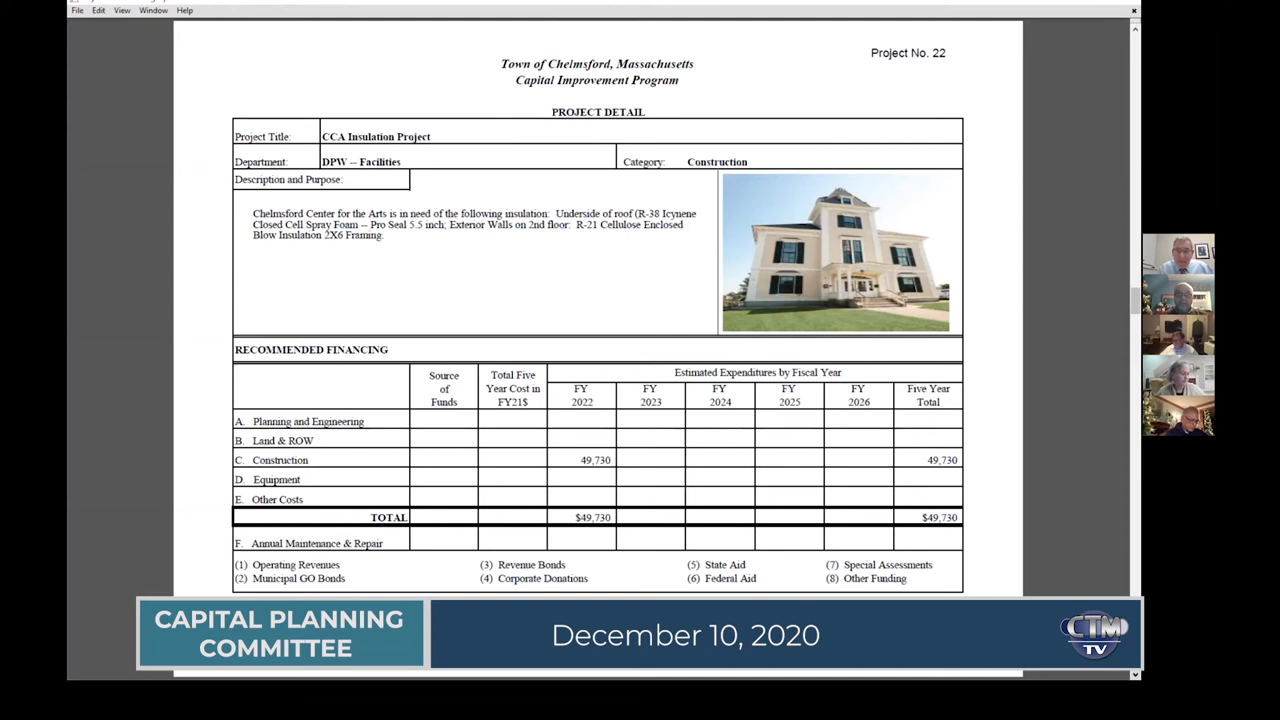 File Edit View Window Help
Project No. 22
Town of Chelmsford, Massachusetts
Capital Improvement Program
PROJECT DETAIL
Project Title: CCA Insulation Project
Department: DPW -- Facilities Category: Construction
Description and Purpose:
Chelmsford Center for the Arts is in need of the following insulation: Underside of roof (R-38 Icynene
Closed Cell Spray Foam -- Pro Seal 5.5 inch; Exterior Walls on 2nd floor: R-21 Cellulose Enclosed
Blow Insulation 2X6 Framing.
RECOMMENDED FINANCING
Source Total Five Estimated Expenditures by Fiscal Year
of Year Cost in FY FY FY FY FY Five Year
Funds FY21$ 2022 2023 2024 2025 2026 Total
A. Planning and Engineering
B. Land & ROW
C. Construction 49,730 49,730
D. Equipment
E. Other Costs
TOTAL $49,730 $49,730
F. Annual Maintenance & Repair
(1) Operating Revenues (3) Revenue Bonds (5) State Aid (7) Special Assessments
(2) Municipal GO Bonds (4) Corporate Donations (6) Federal Aid (8) Other Funding
CAPITAL PLANNING
COMMITTEE
December 10, 2020
CTM
TV